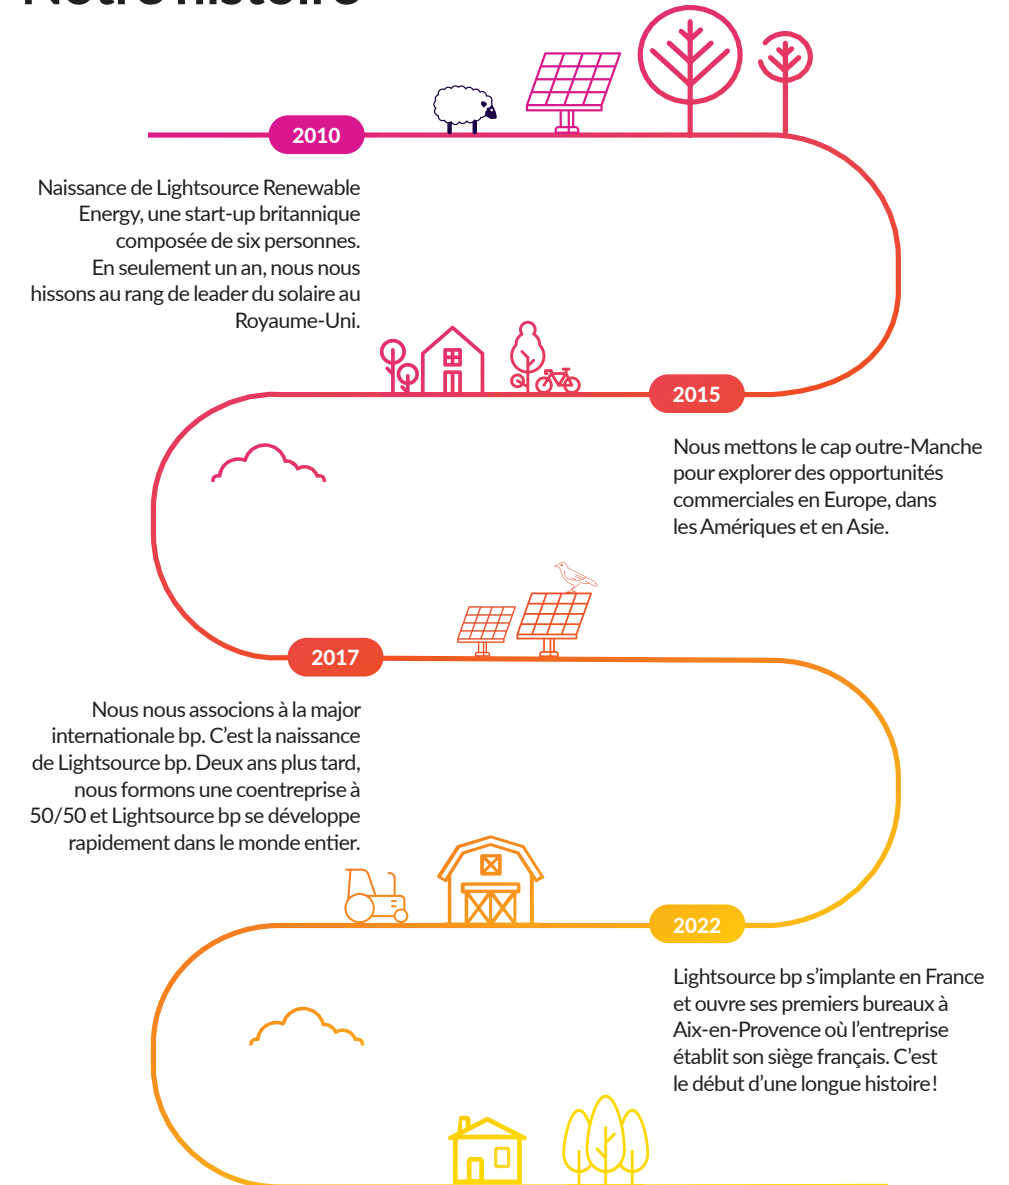 Notre histoire
2010
Naissance de Lightsource Renewable
Energy, une start-up britannique
composée de six personnes.
En seulement un an, nous nous
hissons au rang de leader du solaire au
Royaume-Uni.
2015
Nous mettons le cap outre-Manche
pour explorer des opportunités
commerciales en Europe, dans
les Amériques et en Asie.
2017
Nous nous associons à la major
internationale bp. C’est la naissance
de Lightsource bp. Deux ans plus tard,
nous formons une coentreprise à
50/50 et Lightsource bp se développe
rapidement dans le monde entier.
2022
Lightsource bp s’implante en France
et ouvre ses premiers bureaux à
Aix-en-Provence où l’entreprise
établit son siège français. C’est
le début d’une longue histoire !